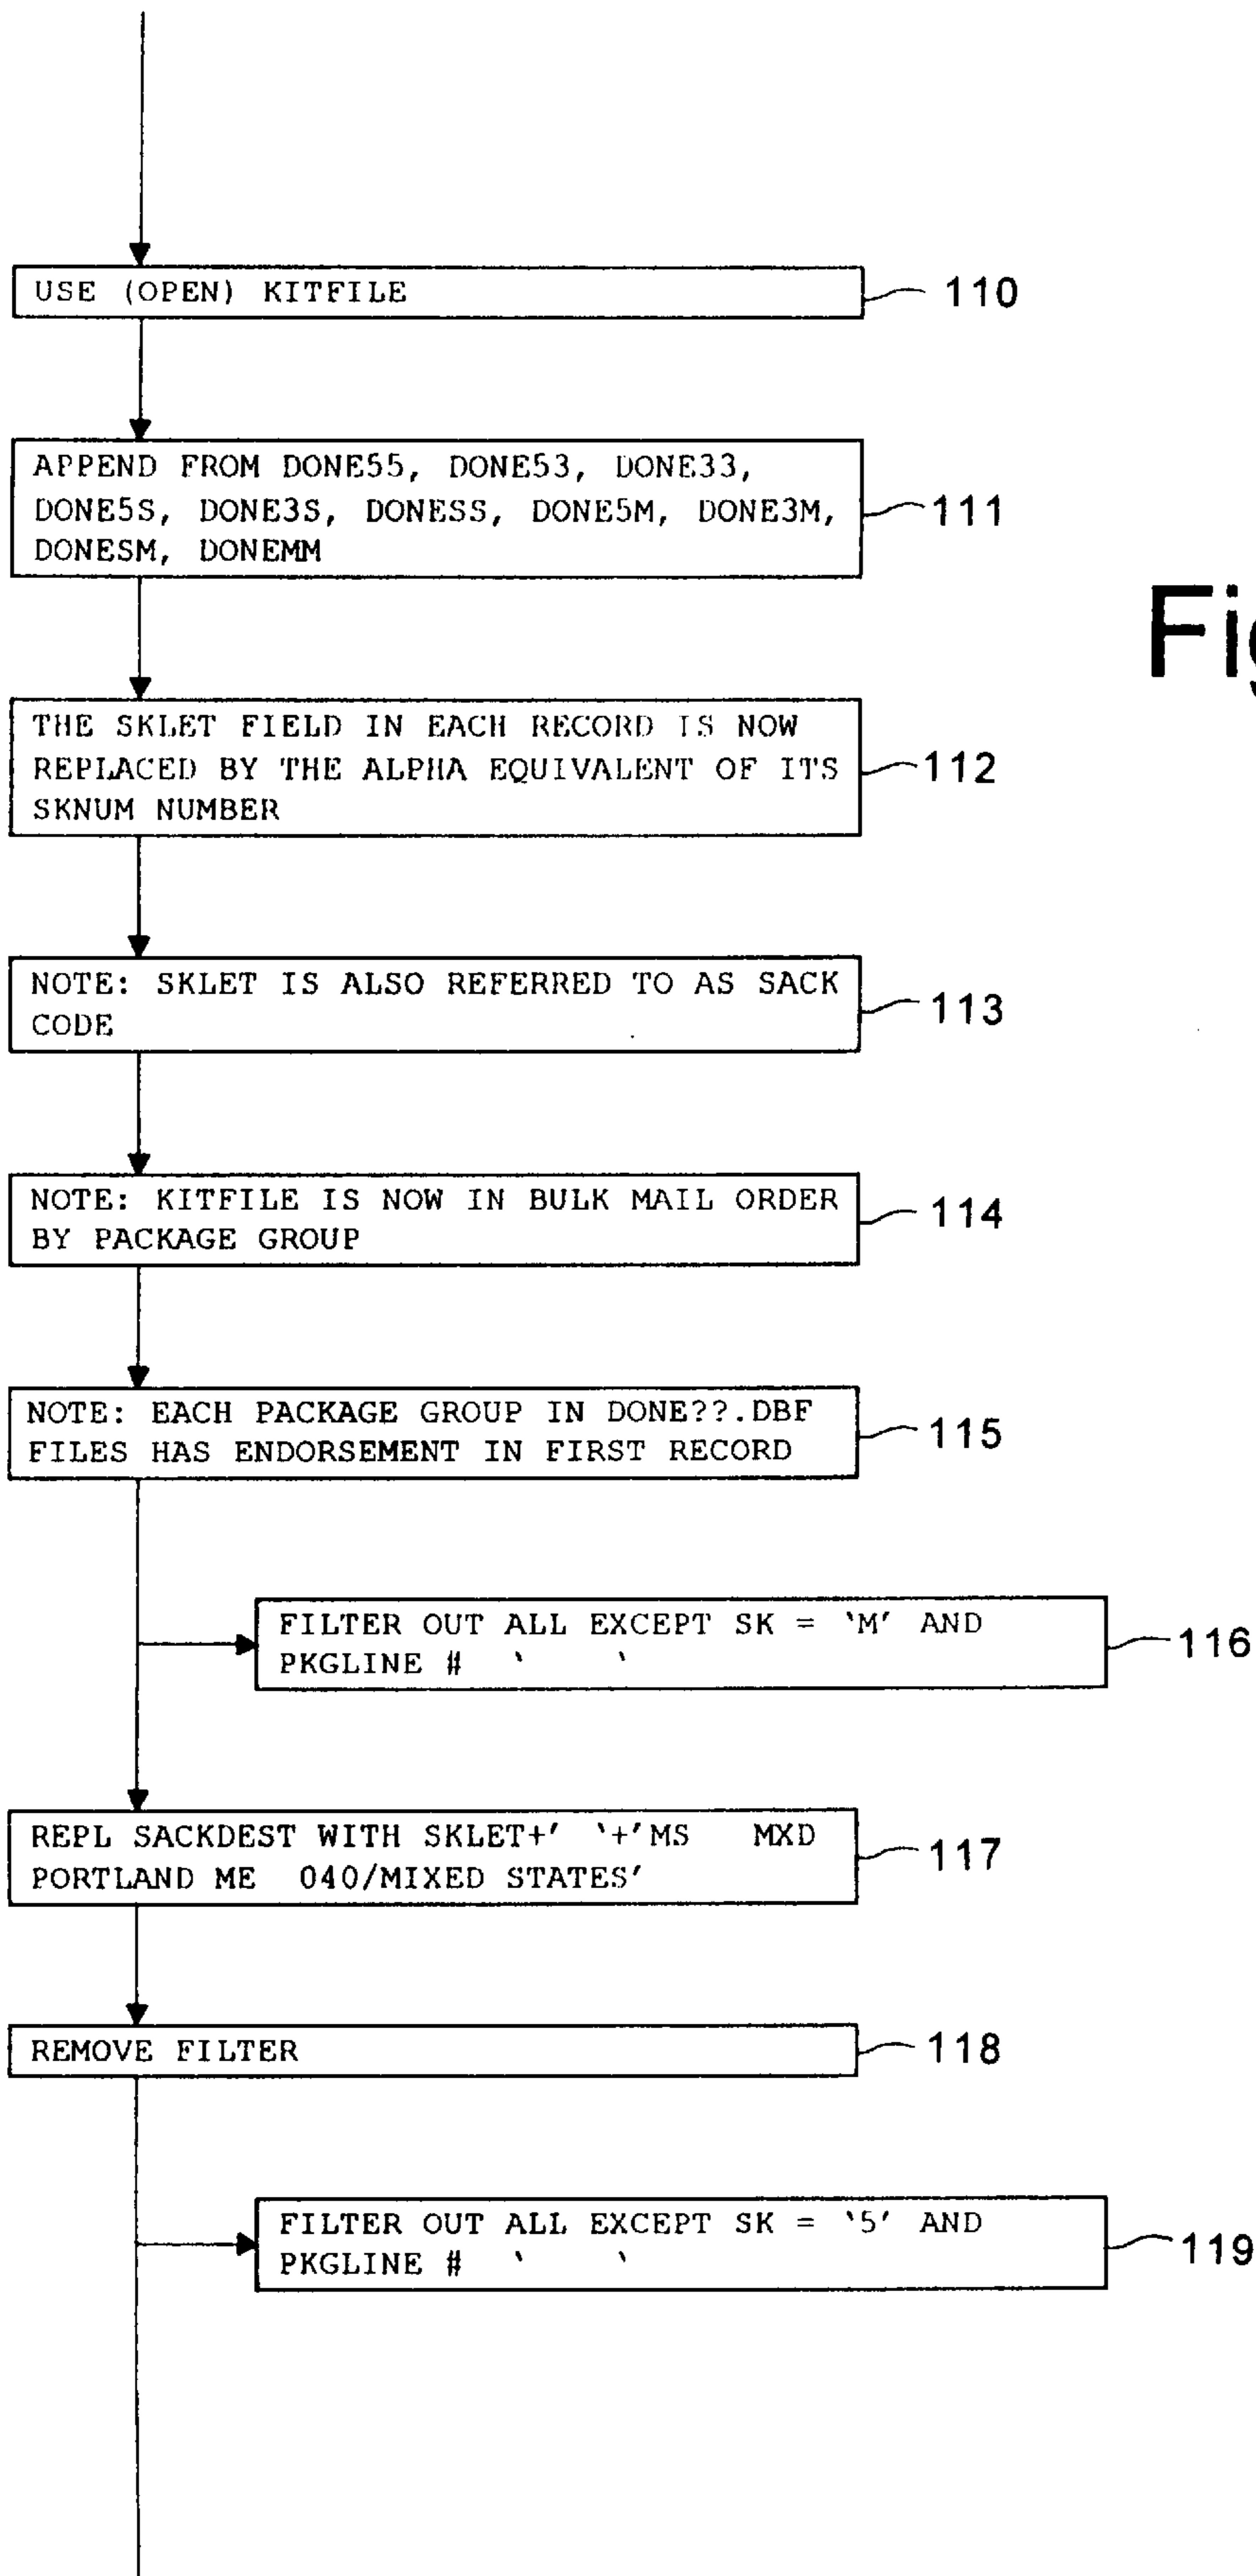 USE (OPEN) KITFILE
110
APPEND FROM DONE55, DONE53, DONE33,
DONE5S, DONE3S, DONESS, DONE5M, DONE3M,
DONESM, DONEMM
111
THE SKLET FIELD IN EACH RECORD IS NOW
REPLACED BY THE ALPHA EQUIVALENT OF ITS
SKNUM NUMBER
112
NOTE: SKLET IS ALSO REFERRED TO AS SACK
CODE
113
NOTE: KITFILE IS NOW IN BULK MAIL ORDER
BY PACKAGE GROUP
114
NOTE: EACH PACKAGE GROUP IN DONE??.DBF
FILES HAS ENDORSEMENT IN FIRST RECORD
115
FILTER OUT ALL EXCEPT SK = ‵M′ AND
PKGLINE # ‵ ‵
116
REPL SACKDEST WITH SKLET+′ ‵+′MS MXD
PORTLAND ME 040/MIXED STATES′
117
REMOVE FILTER
118
FILTER OUT ALL EXCEPT SK = ‵5′ AND
PKGLINE # ‵ ‵
119